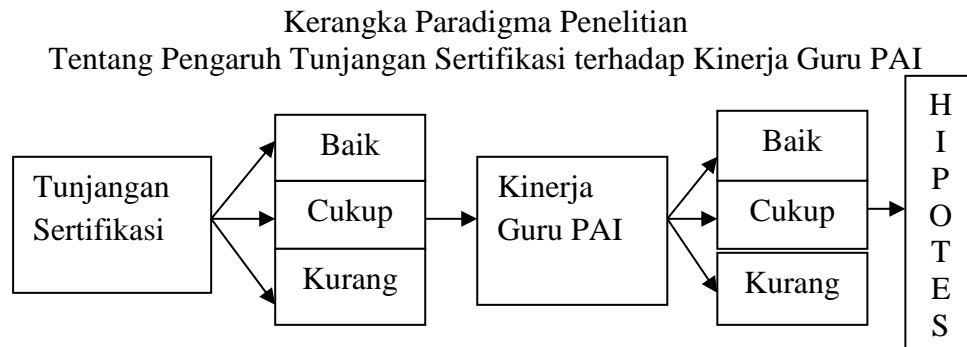 Kerangka Paradigma Penelitian
Tentang Pengaruh Tunjangan Sertifikasi terhadap Kinerja Guru PAI
Tunjangan
Sertifikasi
Baik
Cukup
Kurang
Kinerja
Guru PAI
Baik
Cukup
Kurang
H
I
P
O
T
E
S